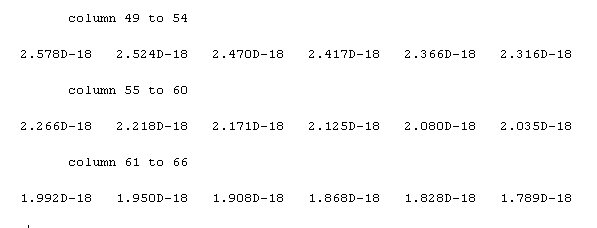 column 49 to 54
2.578D-18 2.524D-18 2.470D-18 2.417D-18 2.366D-18 2.316D-18
column 55 to 60
2.266D-18 2.218D-18 2.171D-18 2.125D-18 2.080D-18 2.035D-18
column 61 to 66
1.992D-18 1.950D-18 1.908D-18 1.868D-18 1.828D-18 1.789D-18